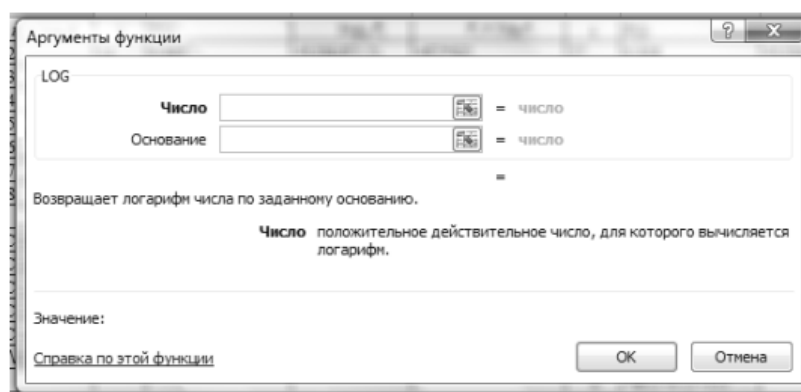 Аргументы функции
LOG
Число = число
Основание = число
=
Возвращает логарифм числа по заданному основанию.
Число положительное действительное число, для которого вычисляется
логарифм.
Значение:
Справка по этой функции
OK Отмена